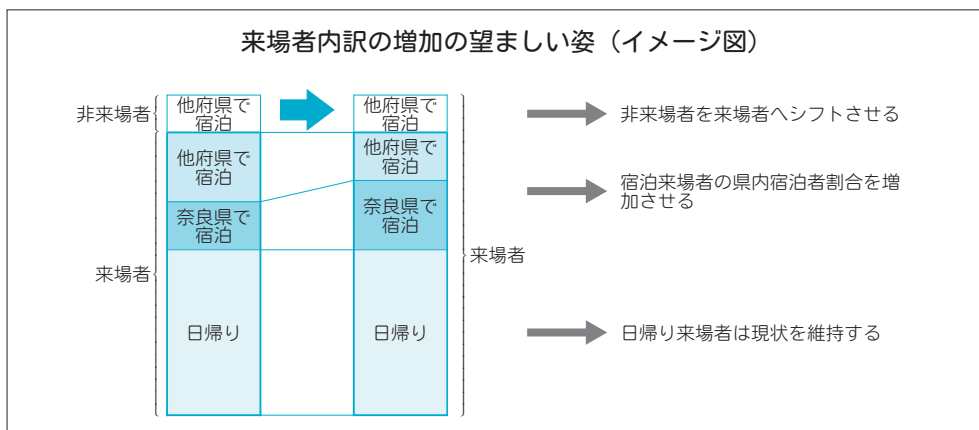 来場者内訳の増加の望ましい姿（イメージ図）
非来場者
他府県で
宿泊
他府県で
宿泊
非来場者を来場者へシフトさせる
他府県で
宿泊
他府県で
宿泊
宿泊来場者の県内宿泊者割合を増
加させる
奈良県で
宿泊
奈良県で
宿泊
来場者
来場者
日帰り
日帰り
日帰り来場者は現状を維持する